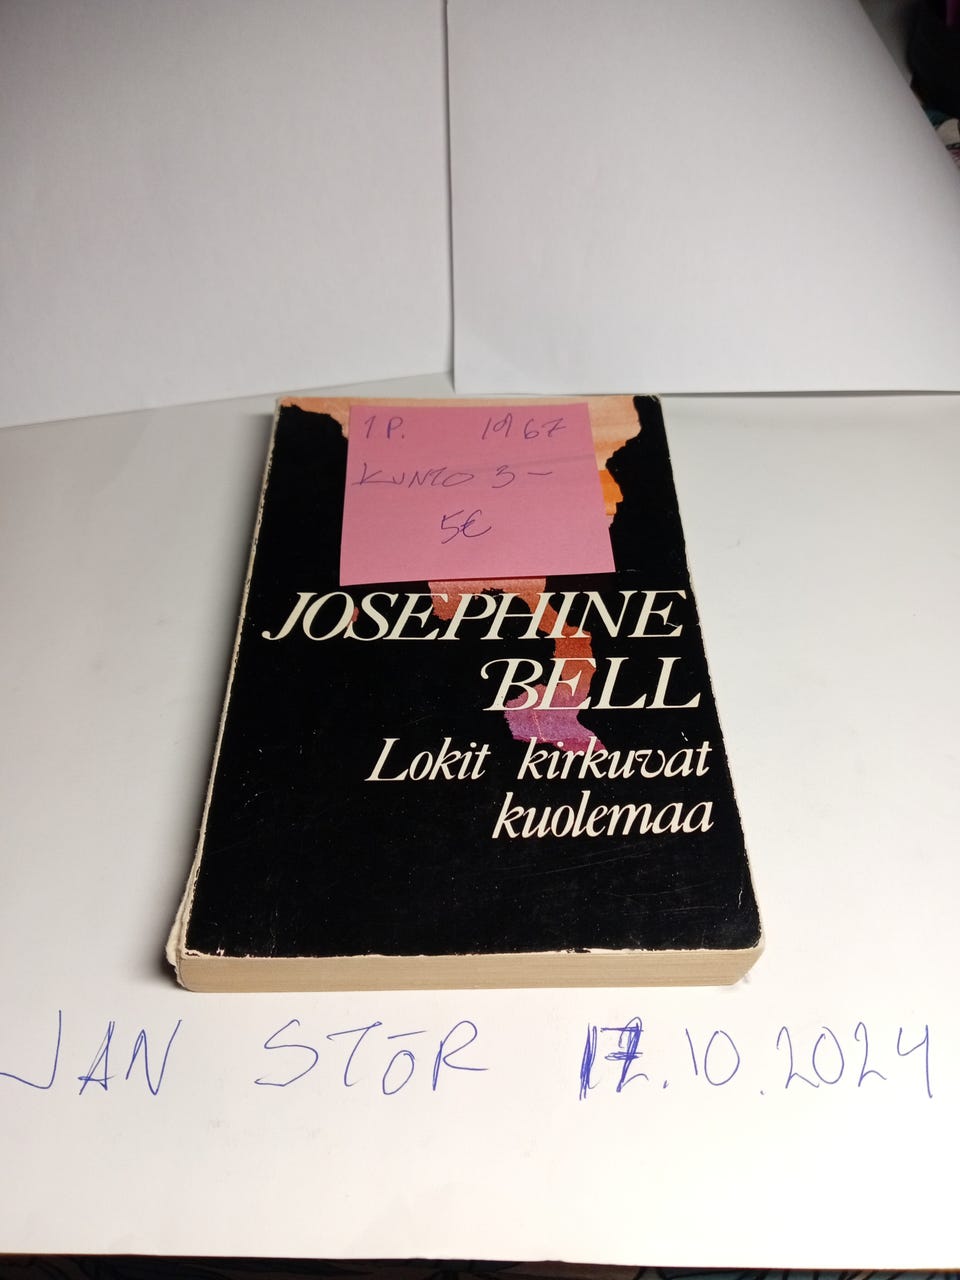 1P. 1967
KUNTO 3-
5€
JOSEPHINE
BELL
Lokit kirkuvat
kuolemaa
JAN STÖR 17.10.2024